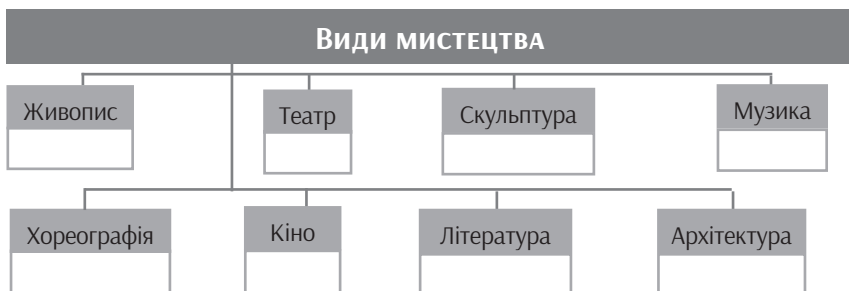 Види мистецтва
Живопис
Театр
Скульптура
Музика
Хореографія
Кіно
Література
Архітектура